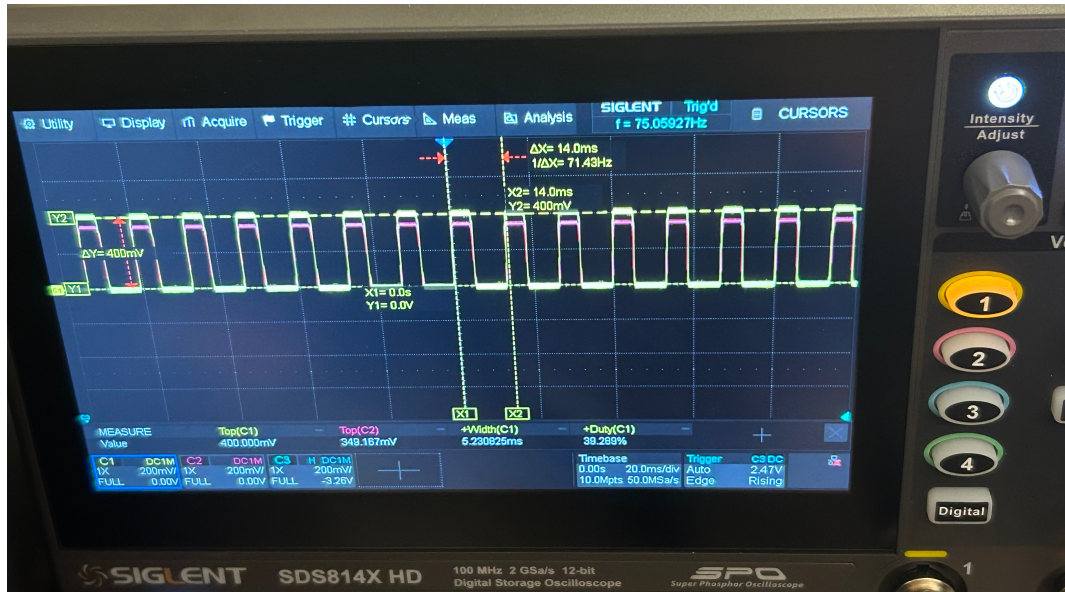 Utility Display Acquire Trigger Cursors Meas Analysis SIGLENT Trig'd CURSORS
f = 75.05927Hz
ΔX= 14.0ms
1/ΔX= 71.43Hz
X2= 14.0ms
Y2= 400mV
Y2
ΔY= 400mV
Y1
X1= 0.0s
Y1= 0.0V
X1 X2
MEASURE Top(C1) Top(C2) +Width(C1) +Duty(C1)
Value 400.000mV 349.167mV 5.230825ms 39.289%
C1 DC1M C2 DC1M C3 H DC1M Timebase Trigger C3 DC
1X 200mV/ 1X 200mV/ 1X 200mV/ 0.00s 20.0ms/div Auto 2.47V
FULL 0.00V FULL 0.00V FULL -3.26V 10.0Mpts 50.0MSa/s Edge Rising
Intensity
Adjust
1
2
3
4
Digital
SIGLENT SDS814X HD
100 MHz 2 GSa/s 12-bit
Digital Storage Oscilloscope
SPO
Super Phosphor Oscilloscope
1